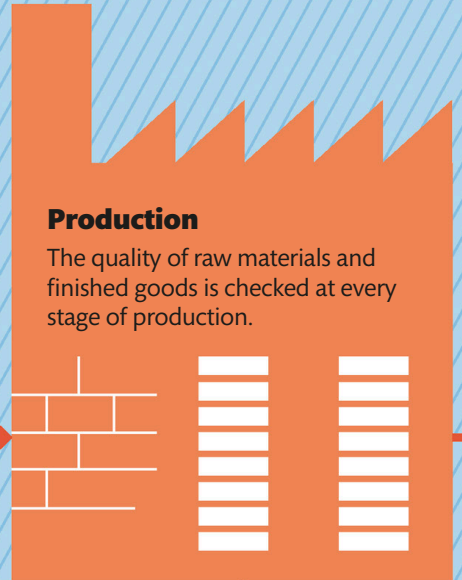 Production
The quality of raw materials and
finished goods is checked at every
stage of production.